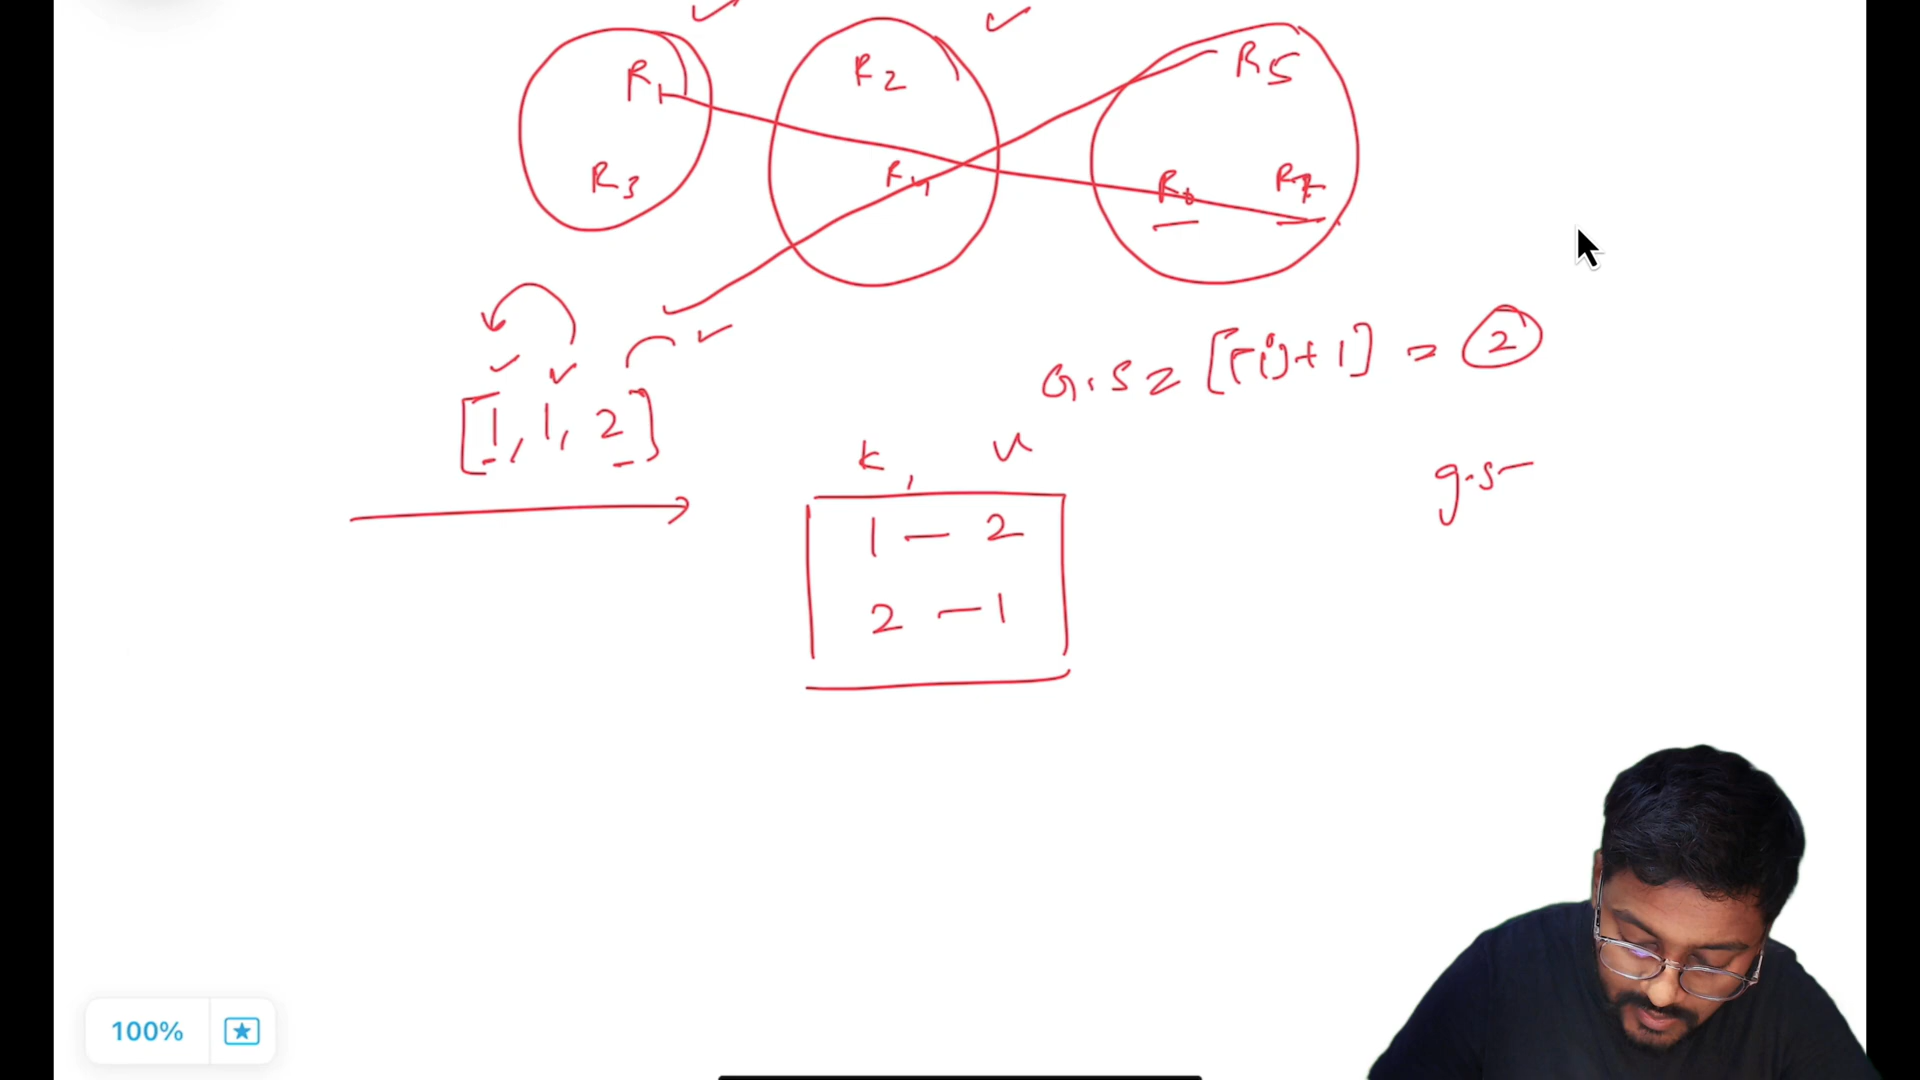 R1 R2 R5
R3 R4 R6 R7
G.S = [r[i]+1] = 2
[1, 1, 2]
k, v
g.s
1 — 2
2 — 1
100%